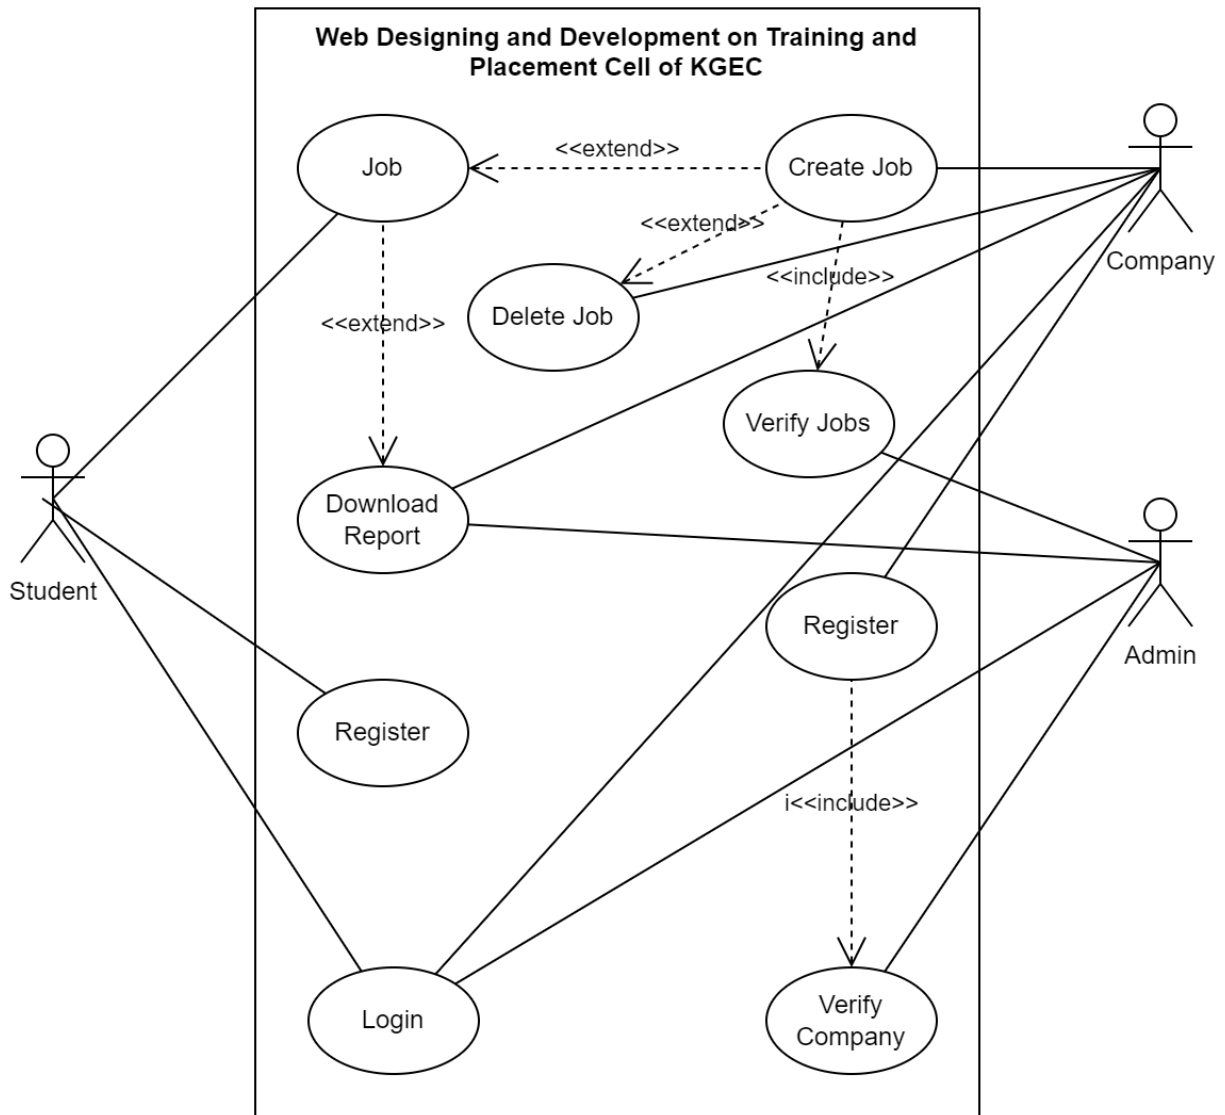 Web Designing and Development on Training and
Placement Cell of KGEC
Job
<<extend>>
Create Job
<<extend>>
Company
<<include>>
Delete Job
<<extend>>
Verify Jobs
Download
Report
Student
Register
Admin
Register
i<<include>>
Login
Verify
Company